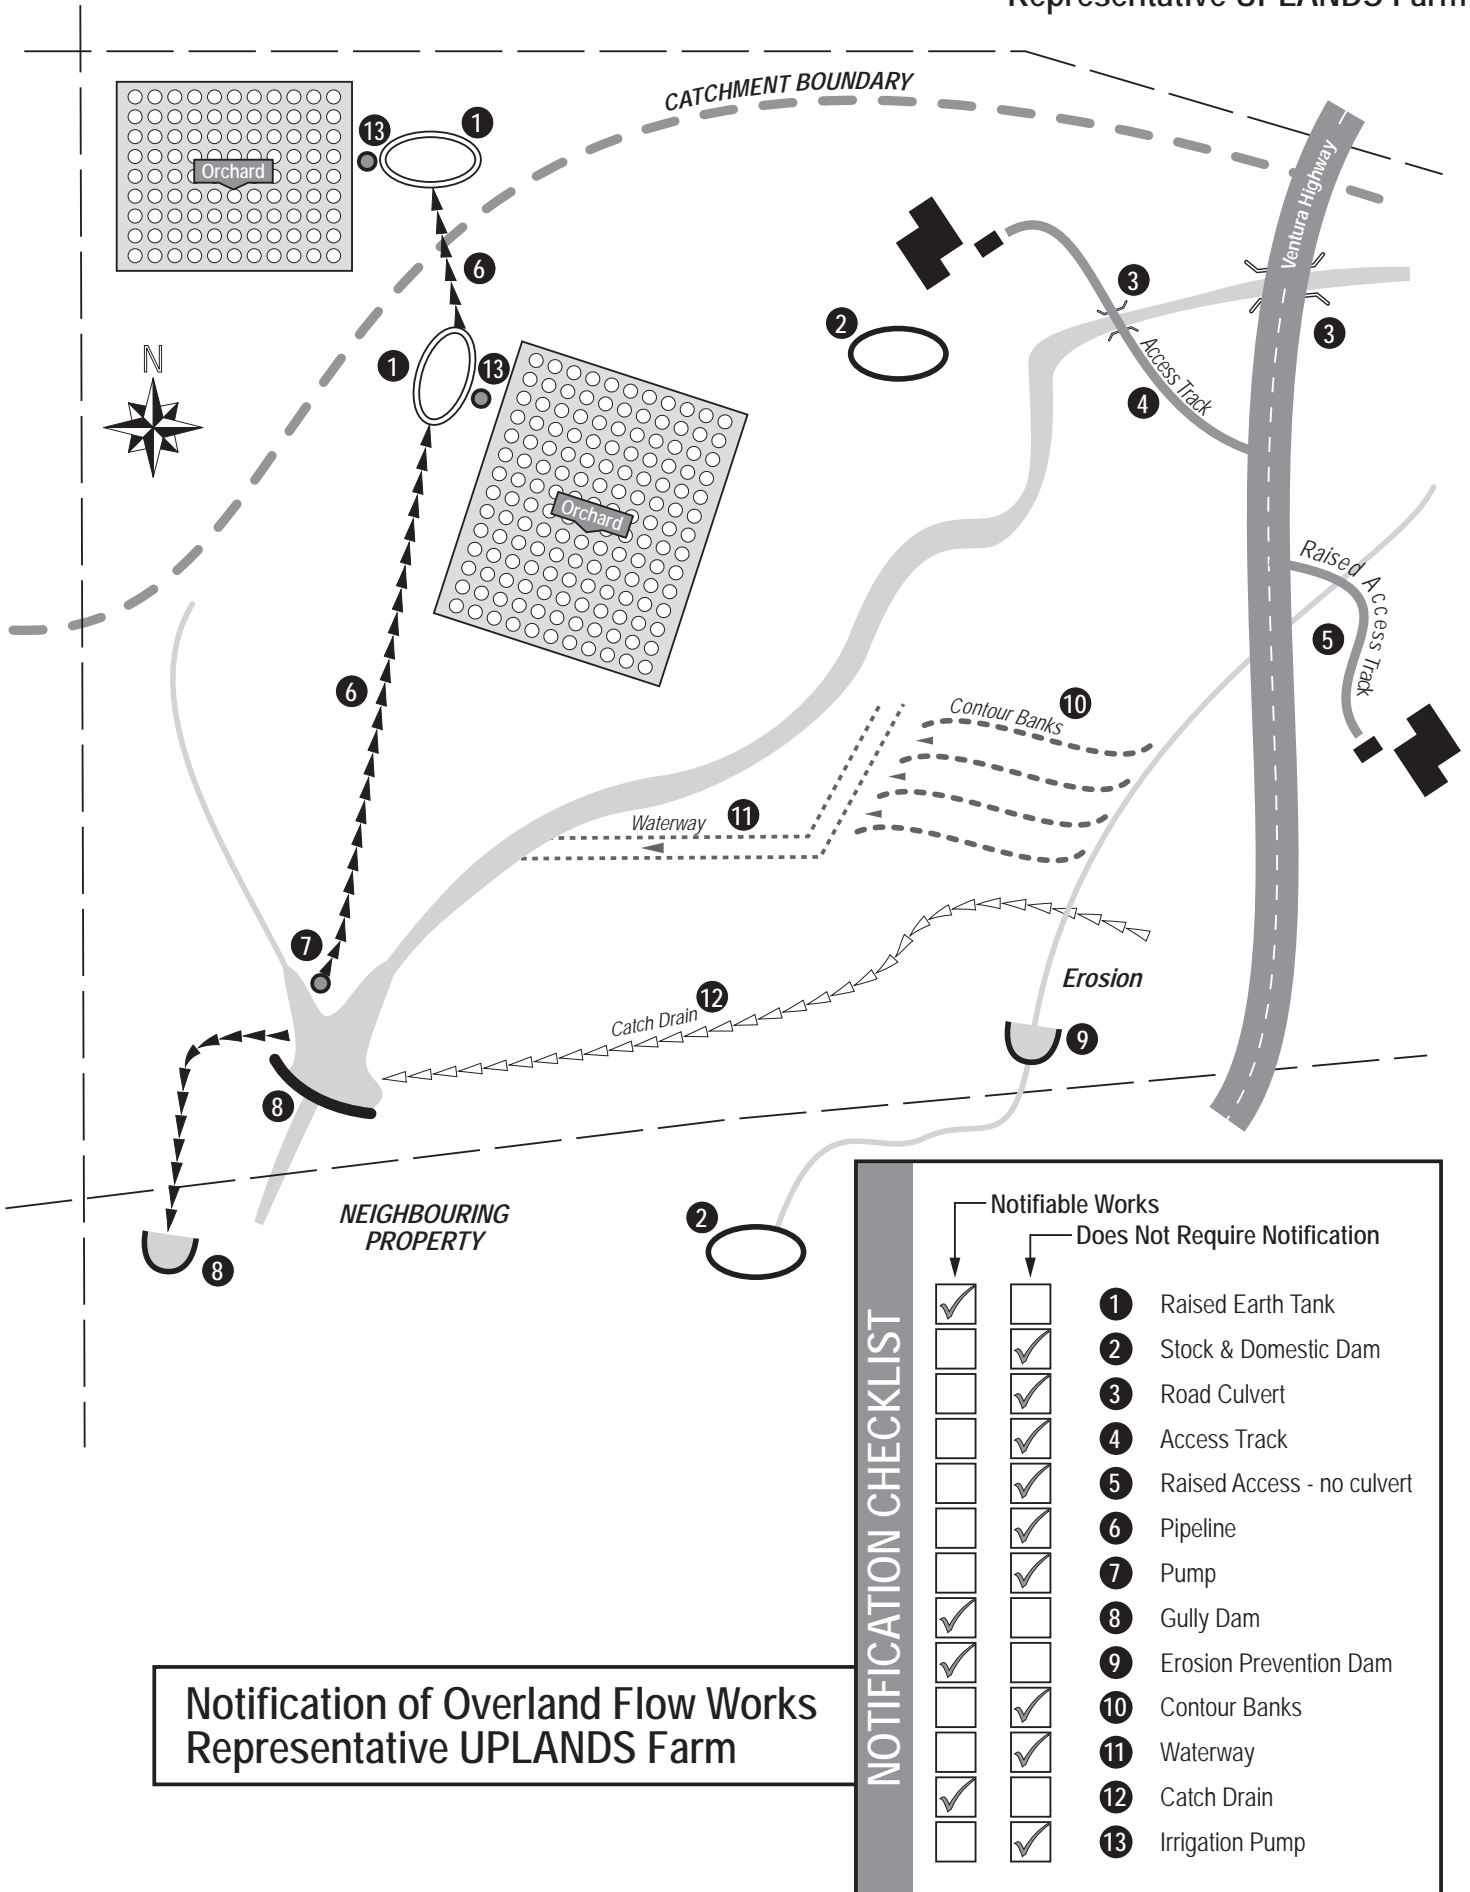 Representative UPLANDS Farm
CATCHMENT BOUNDARY
Ventura Highway
1
13
Orchard
6
3
2
3
N
1
13
Access Track
4
Orchard
Raised Access Track
5
6
Contour Banks
10
Waterway
11
7
Erosion
Catch Drain
12
9
8
NEIGHBOURING
PROPERTY
2
8
NOTIFICATION CHECKLIST
Notifiable Works
Does Not Require Notification
1 Raised Earth Tank
2 Stock & Domestic Dam
3 Road Culvert
4 Access Track
5 Raised Access - no culvert
6 Pipeline
7 Pump
8 Gully Dam
9 Erosion Prevention Dam
10 Contour Banks
11 Waterway
12 Catch Drain
13 Irrigation Pump
Notification of Overland Flow Works
Representative UPLANDS Farm